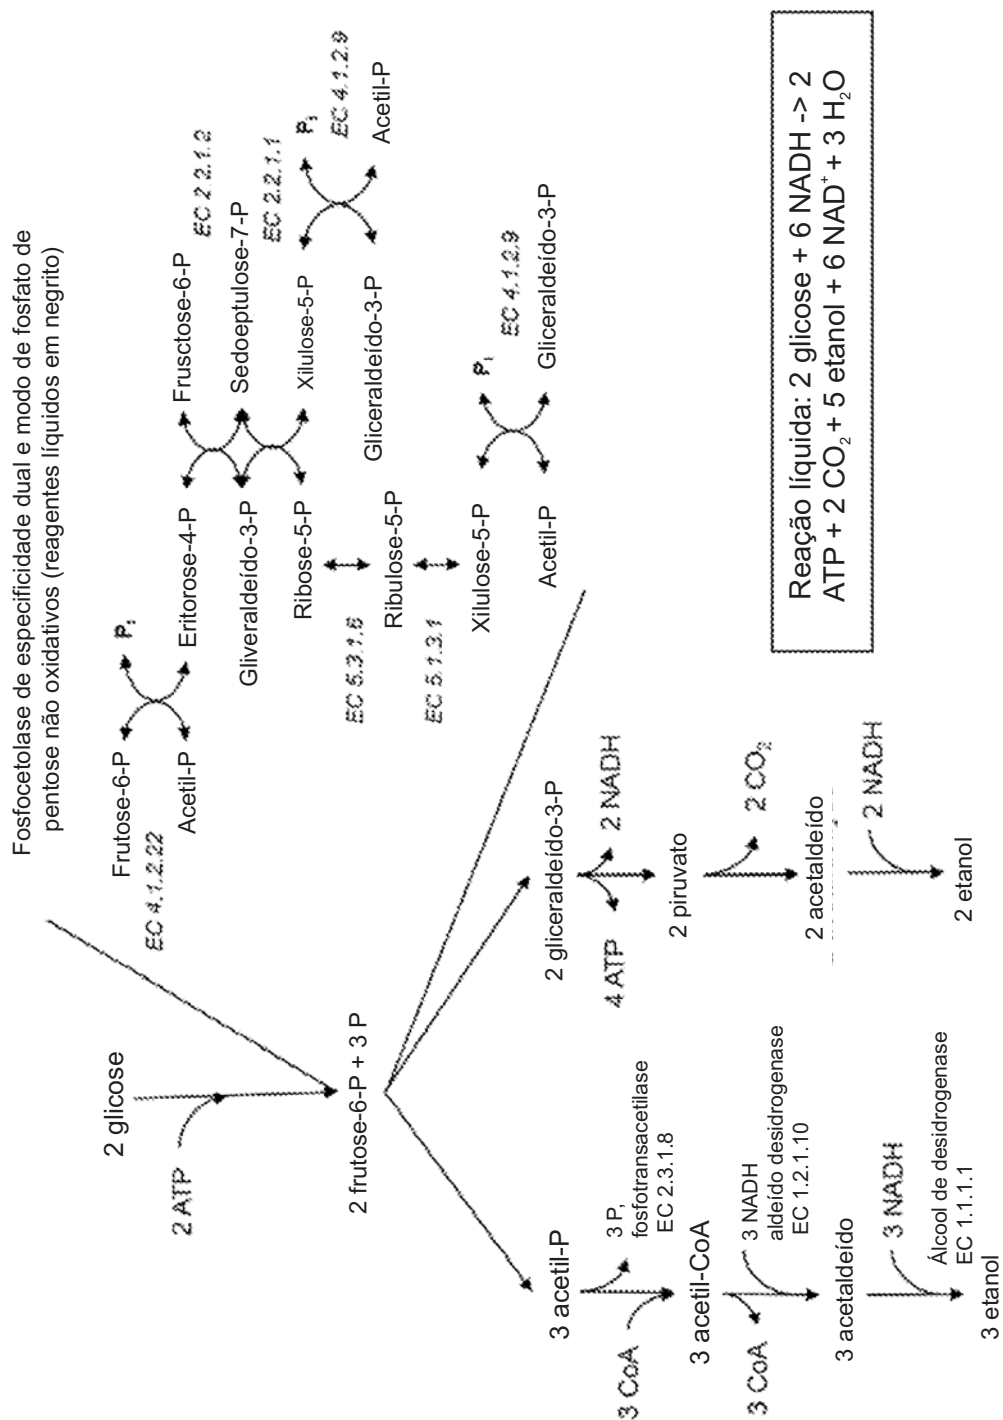 Fosfocetolase de especificidade dual e modo de fosfato de
pentose não oxidativos (reagentes líquidos em negrito)
2 glicose
2 ATP
2 frutose-6-P + 3 P
Frutose-6-P
P₁
EC 4.1.2.22
Acetil-P
Eritorose-4-P
Frusctose-6-P
EC 2 2.1.2
Gliveraldeído-3-P
Sedoeptulose-7-P
EC 2.2.1.1
Ribose-5-P
Xilulose-5-P
P₁
EC 4.1.2.9
Gliceraldeído-3-P
Acetil-P
EC 5.3.1.6
Ribulose-5-P
EC 5.1.3.1
Xilulose-5-P
P₁
EC 4.1.2.9
Acetil-P
Gliceraldeído-3-P
3 acetil-P
3 CoA
3 P,
fosfotransacetilase
EC 2.3.1.8
3 acetil-CoA
3 CoA
3 NADH
aldeído desidrogenase
EC 1.2.1.10
3 acetaldeído
3 NADH
Álcool de desidrogenase
EC 1.1.1.1
3 etanol
2 gliceraldeído-3-P
4 ATP
2 NADH
2 piruvato
2 CO₂
2 acetaldeído
2 NADH
2 etanol
Reação líquida: 2 glicose + 6 NADH -> 2
ATP + 2 CO₂ + 5 etanol + 6 NAD⁺ + 3 H₂O